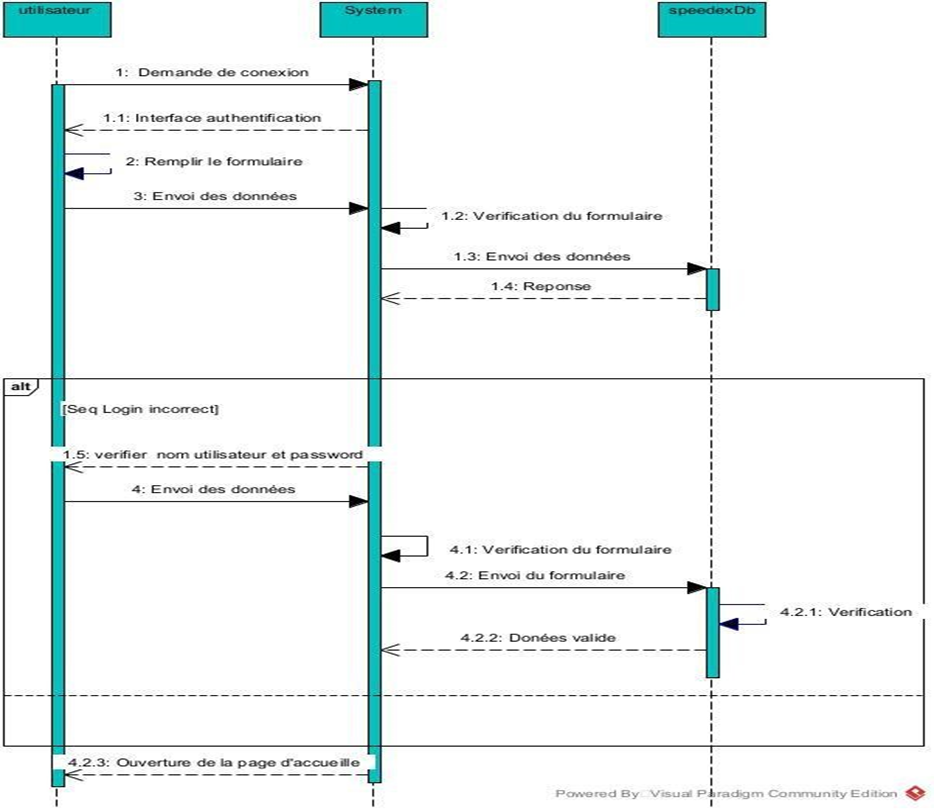 utilisateur
System
speedexDb
1: Demande de conexion
1.1: Interface authentification
2: Remplir le formulaire
3: Envoi des données
1.2: Verification du formulaire
1.3: Envoi des données
1.4: Reponse
alt
[Seq Login incorrect]
1.5: verifier nom utilisateur et password
4: Envoi des données
4.1: Verification du formulaire
4.2: Envoi du formulaire
4.2.1: Verification
4.2.2: Donées valide
4.2.3: Ouverture de la page d'accueille
Powered By Visual Paradigm Community Edition